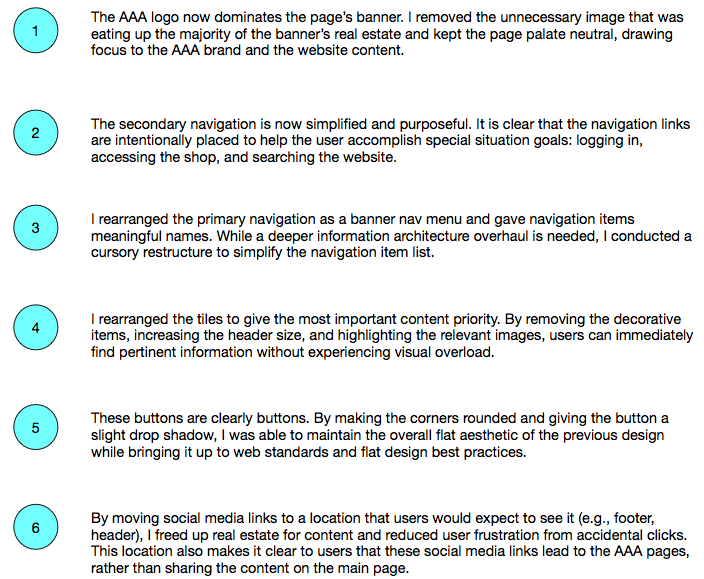 1
The AAA logo now dominates the page's banner. I removed the unnecessary image that was
eating up the majority of the banner's real estate and kept the page palate neutral, drawing
focus to the AAA brand and the website content.
2
The secondary navigation is now simplified and purposeful. It is clear that the navigation links
are intentionally placed to help the user accomplish special situation goals: logging in,
accessing the shop, and searching the website.
3
I rearranged the primary navigation as a banner nav menu and gave navigation items
meaningful names. While a deeper information architecture overhaul is needed, I conducted a
cursory restructure to simplify the navigation item list.
4
I rearranged the tiles to give the most important content priority. By removing the decorative
items, increasing the header size, and highlighting the relevant images, users can immediately
find pertinent information without experiencing visual overload.
5
These buttons are clearly buttons. By making the corners rounded and giving the button a
slight drop shadow, I was able to maintain the overall flat aesthetic of the previous design
while bringing it up to web standards and flat design best practices.
6
By moving social media links to a location that users would expect to see it (e.g., footer,
header), I freed up real estate for content and reduced user frustration from accidental clicks.
This location also makes it clear to users that these social media links lead to the AAA pages,
rather than sharing the content on the main page.